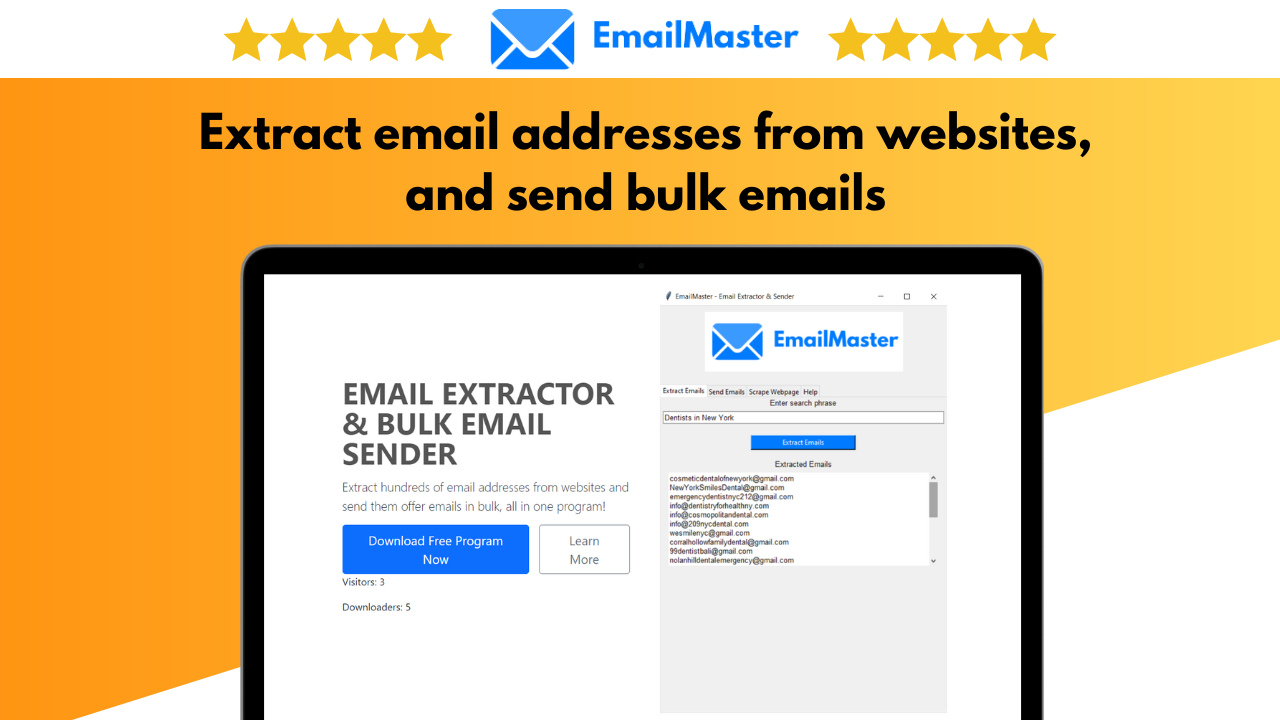 EmailMaster
Extract email addresses from websites,
and send bulk emails
EMAIL EXTRACTOR
& BULK EMAIL
SENDER
Extract hundreds of email addresses from websites and
send them offer emails in bulk, all in one program!
Download Free Program
Now
Learn
More
Visitors: 3
Downloaders: 5
EmailMaster - Email Extractor & Sender
EmailMaster
Extract Emails Send Emails Scrape Webpage Help
Enter search phrase
Dentists in New York
Extract Emails
Extracted Emails
cosmeticdentalofnewyork@gmail.com
NewYorkSmilesDental@gmail.com
emergencydentistnyc212@gmail.com
info@dentistryforhealthny.com
info@cosmopolitandental.com
info@209nycdental.com
wesmilenyc@gmail.com
corralhollowfamilydental@gmail.com
99dentistbali@gmail.com
nolanhilldentalemergency@gmail.com